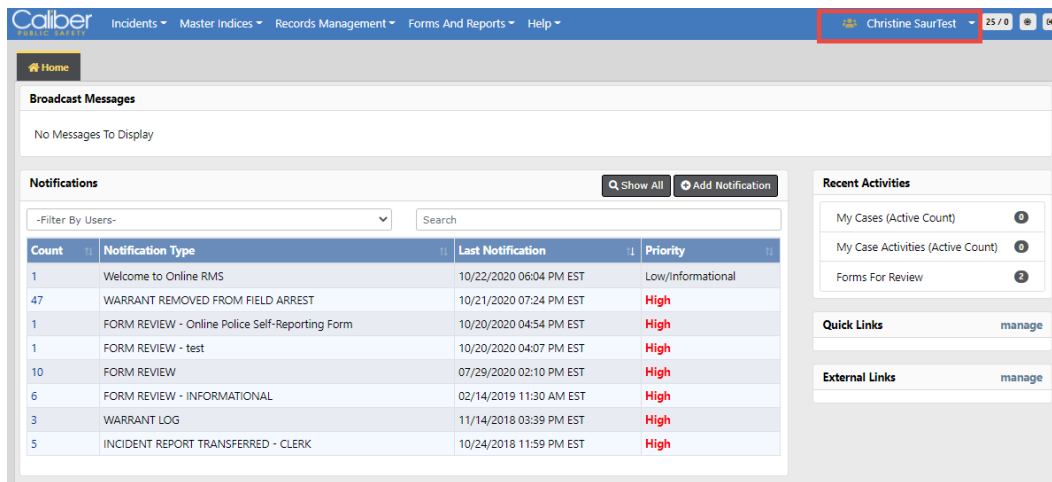 Caliber Incidents Master Indices Records Management Forms And Reports Help Christine SaurTest 25 / 0
PUBLIC SAFETY
Home
Broadcast Messages
No Messages To Display
Notifications Show All Add Notification
-Filter By Users- Search
Count Notification Type Last Notification Priority
1 Welcome to Online RMS 10/22/2020 06:04 PM EST Low/Informational
47 WARRANT REMOVED FROM FIELD ARREST 10/21/2020 07:24 PM EST High
1 FORM REVIEW - Online Police Self-Reporting Form 10/20/2020 04:54 PM EST High
1 FORM REVIEW - test 10/20/2020 04:07 PM EST High
10 FORM REVIEW 07/29/2020 02:10 PM EST High
6 FORM REVIEW - INFORMATIONAL 02/14/2019 11:30 AM EST High
3 WARRANT LOG 11/14/2018 03:39 PM EST High
5 INCIDENT REPORT TRANSFERRED - CLERK 10/24/2018 11:59 PM EST High
Recent Activities
My Cases (Active Count) 0
My Case Activities (Active Count) 0
Forms For Review 2
Quick Links manage
External Links manage